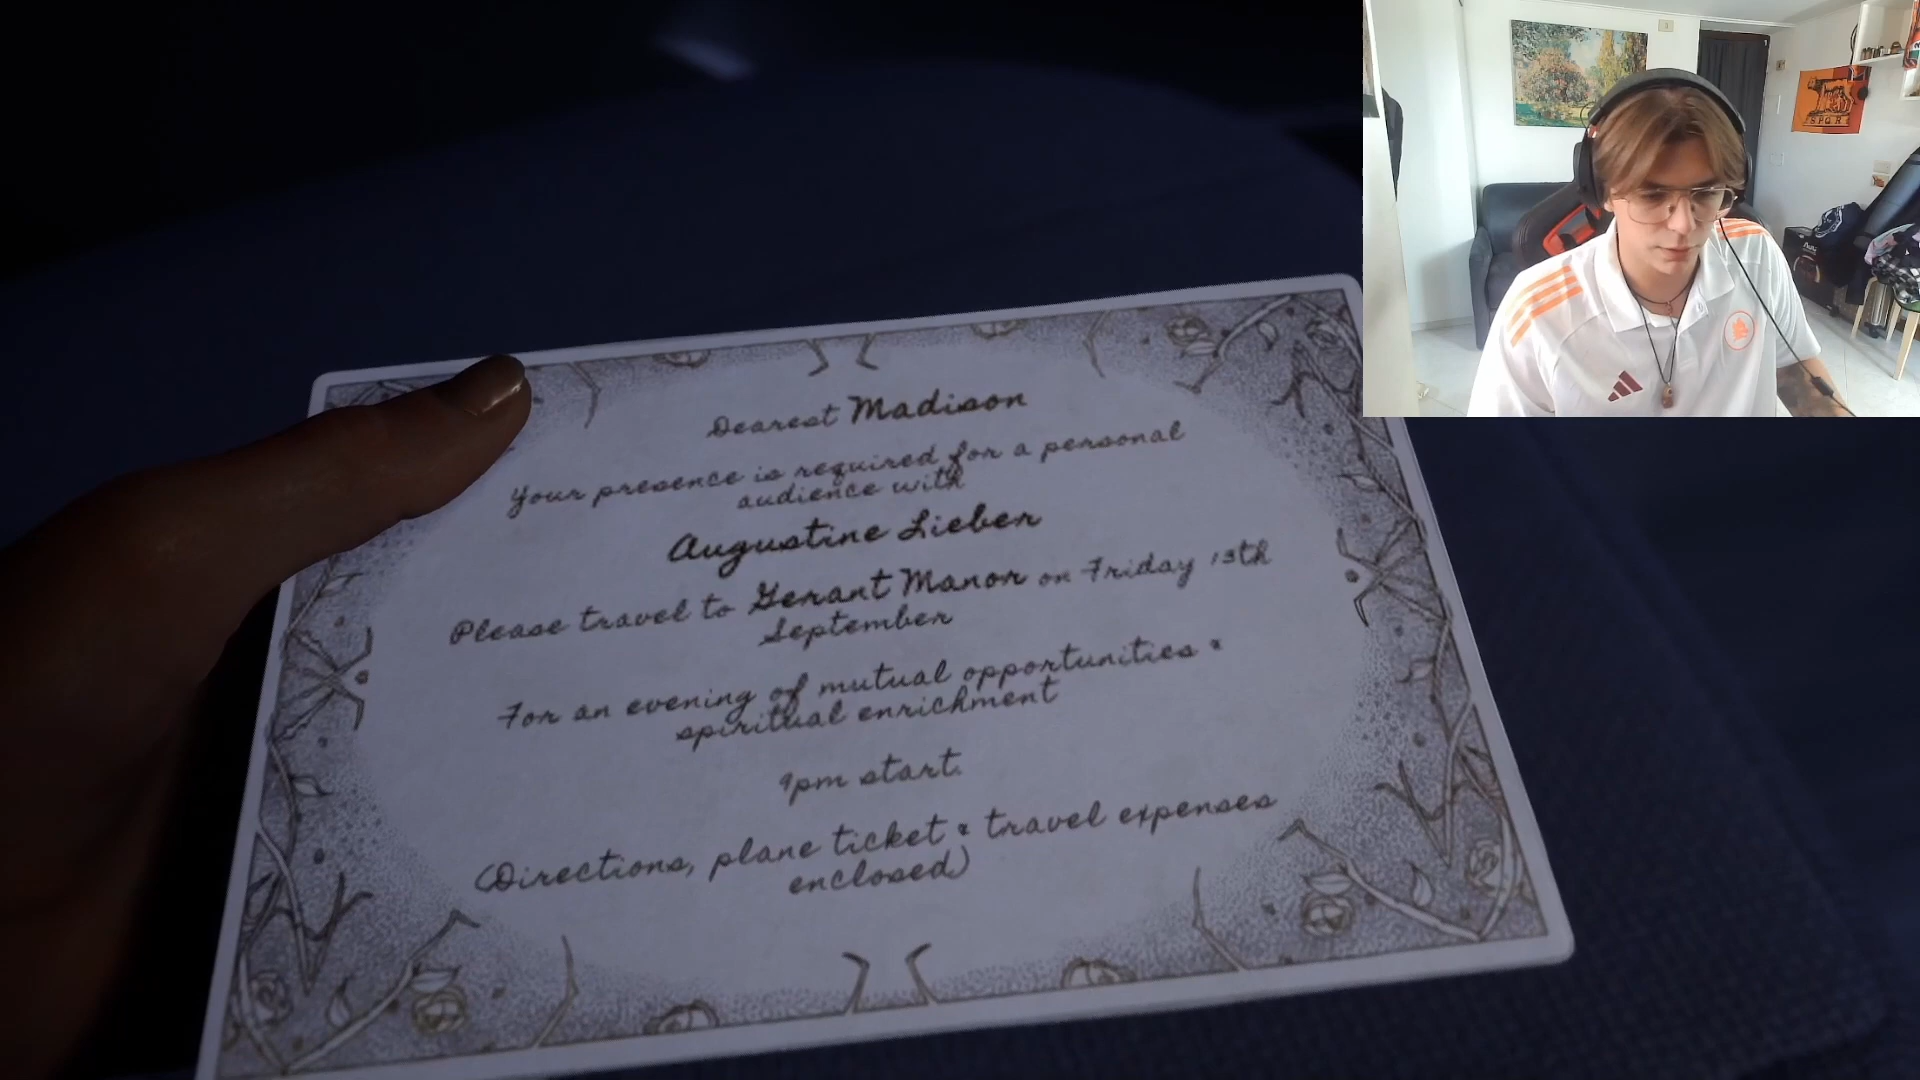 Dearest Madison
Your presence is required for a personal
audience with
Augustine Lieber
Please travel to Gerant Manor on Friday 13th
September
For an evening of mutual opportunities &
spiritual enrichment
9pm start.
(Directions, plane ticket & travel expenses
enclosed)
SPQR